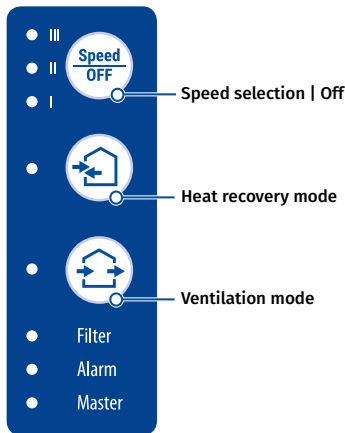 III
Speed
II
OFF
I
Speed selection | Off
Heat recovery mode
Ventilation mode
Filter
Alarm
Master